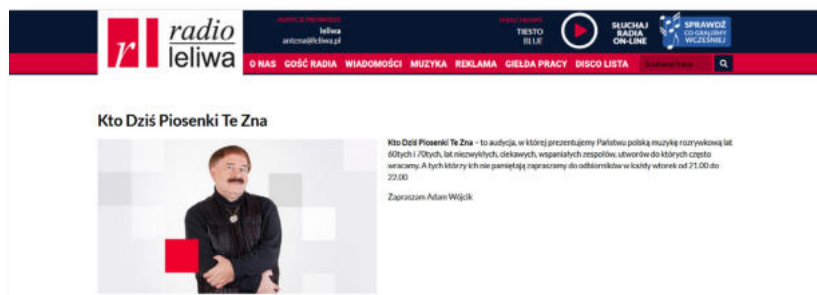 radio
leliwa
r
leliwa
antena@leliwa.pl
TIESTO
BLUE
SŁUCHAJ
RADIA
ON-LINE
SPRAWDŹ
CO GRALIŚMY
WCZEŚNIEJ
O NAS GOŚĆ RADIA WIADOMOŚCI MUZYKA REKLAMA GIEŁDA PRACY DISCO LISTA
Kto Dziś Piosenki Te Zna
Kto Dziś Piosenki Te Zna – to audycja, w której prezentujemy Państwu polską muzykę rozrywkową lat
60tych i 70tych, lat niezwykłych, ciekawych, wspaniałych zespołów, utworów do których często
wracamy. A tych którzy ich nie pamiętają zapraszamy do odbiorników w każdy wtorek od 21.00 do
22.00
Zapraszam Adam Wójcik